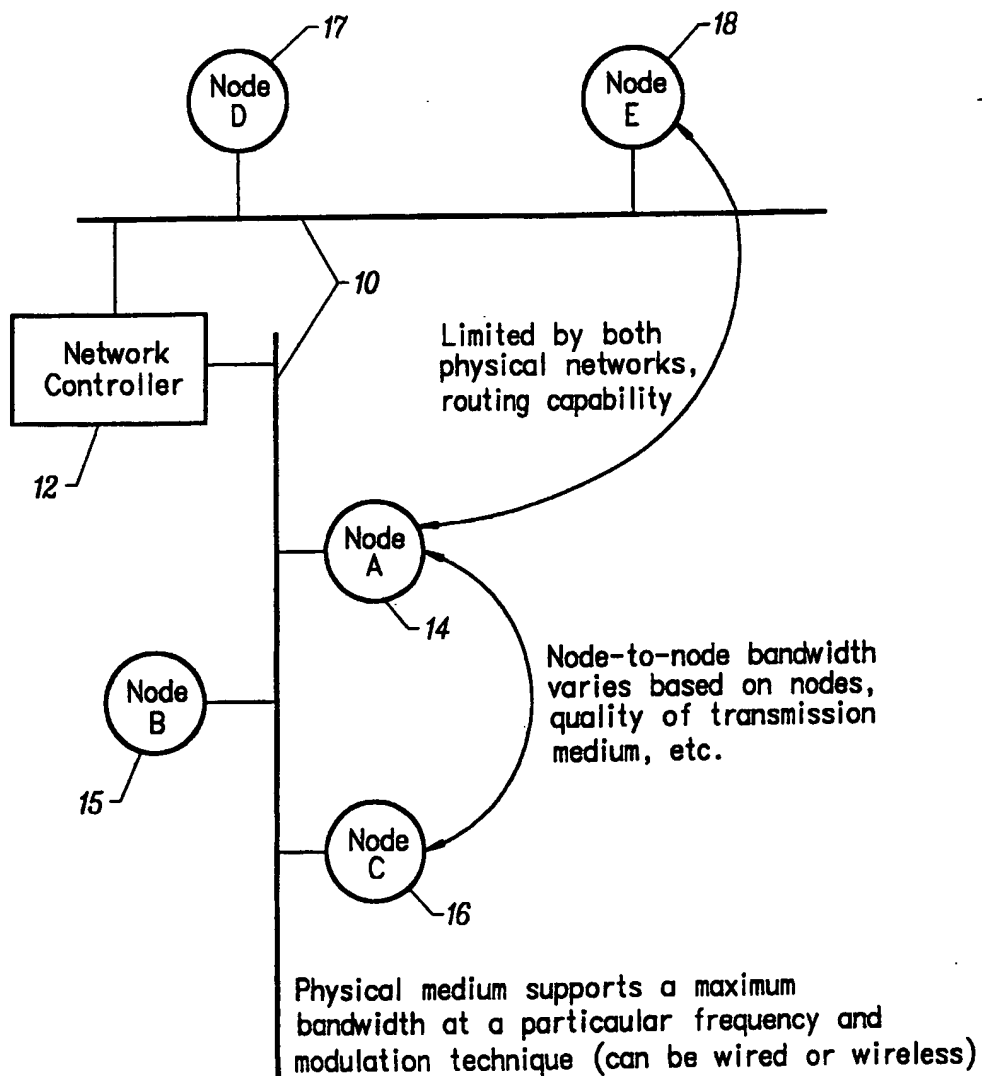 17
18
Node
D
Node
E
10
Network
Controller
12
Limited by both
physical networks,
routing capability
Node
A
14
Node-to-node bandwidth
varies based on nodes,
quality of transmission
medium, etc.
Node
B
15
Node
C
16
Physical medium supports a maximum
bandwidth at a particaular frequency and
modulation technique (can be wired or wireless)